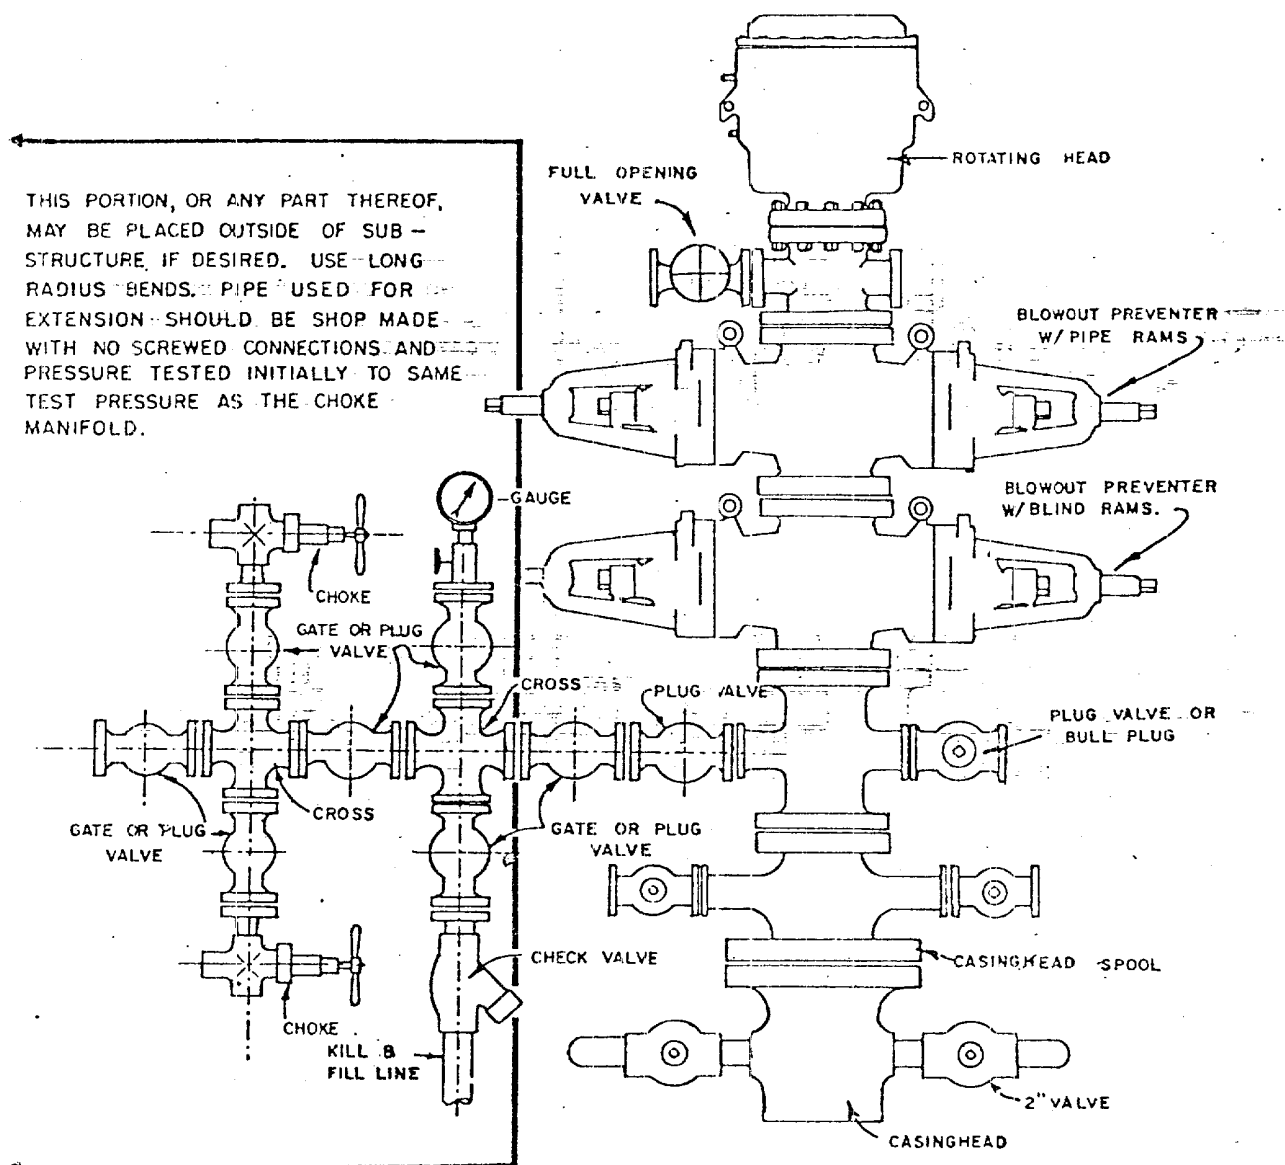 ROTATING HEAD
FULL OPENING
VALVE
THIS PORTION, OR ANY PART THEREOF,
MAY BE PLACED OUTSIDE OF SUB-
STRUCTURE, IF DESIRED. USE LONG
RADIUS BENDS. PIPE USED FOR
EXTENSION SHOULD BE SHOP MADE
WITH NO SCREWED CONNECTIONS AND
PRESSURE TESTED INITIALLY TO SAME
TEST PRESSURE AS THE CHOKE
MANIFOLD.
BLOWOUT PREVENTER
W/PIPE RAMS
GAUGE
BLOWOUT PREVENTER
W/BLIND RAMS.
CHOKE
GATE OR PLUG
VALVE
CROSS
PLUG VALVE
PLUG VALVE OR
BULL PLUG
CROSS
GATE OR PLUG
VALVE
GATE OR PLUG
VALVE
CHECK VALVE
CASINGHEAD SPOOL
CHOKE
KILL &
FILL LINE
2" VALVE
CASINGHEAD